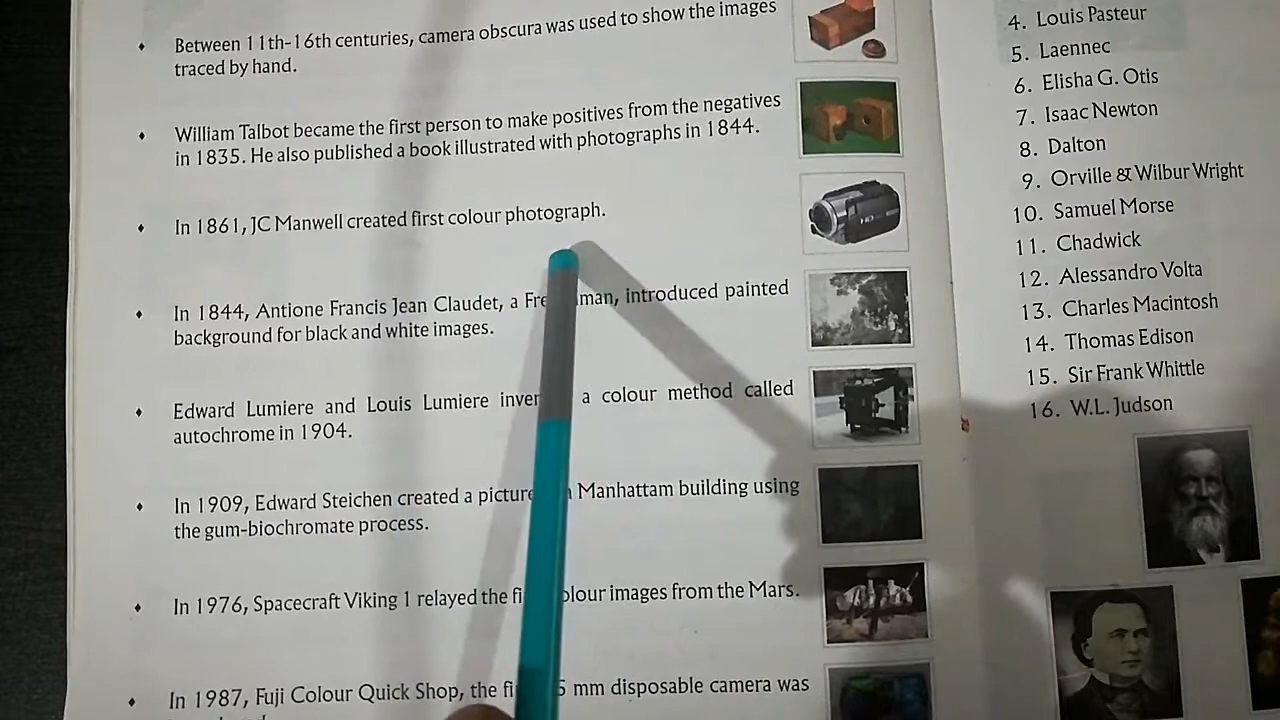 Between 11th-16th centuries, camera obscura was used to show the images
traced by hand.
William Talbot became the first person to make positives from the negatives
in 1835. He also published a book illustrated with photographs in 1844.
In 1861, JC Manwell created first colour photograph.
In 1844, Antione Francis Jean Claudet, a Fre man, introduced painted
background for black and white images.
Edward Lumiere and Louis Lumiere inven a colour method called
autochrome in 1904.
In 1909, Edward Steichen created a picture Manhattam building using
the gum-biochromate process.
In 1976, Spacecraft Viking 1 relayed the fi colour images from the Mars.
In 1987, Fuji Colour Quick Shop, the fi 5 mm disposable camera was
4. Louis Pasteur
5. Laennec
6. Elisha G. Otis
7. Isaac Newton
8. Dalton
9. Orville & Wilbur Wright
10. Samuel Morse
11. Chadwick
12. Alessandro Volta
13. Charles Macintosh
14. Thomas Edison
15. Sir Frank Whittle
16. W.L. Judson